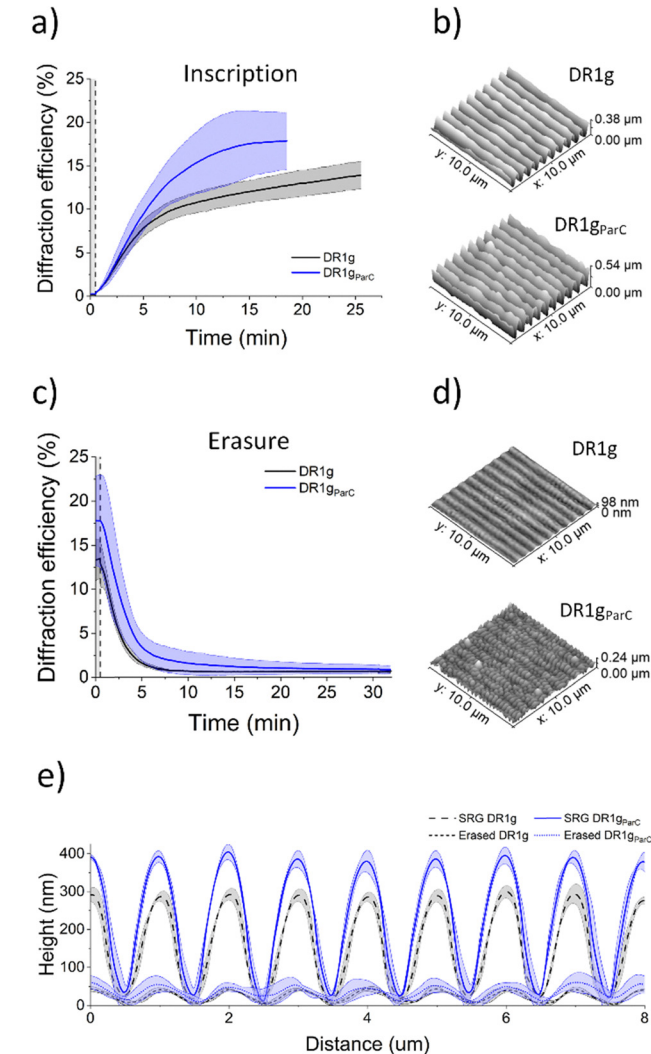 a)
Inscription
Diffraction efficiency (%)
25
20
15
10
5
0
0 5 10 15 20 25
Time (min)
DR1g
DR1gParC
b)
DR1g
0.38 µm
0.00 µm
y: 10.0 µm
x: 10.0 µm
DR1gParC
0.54 µm
0.00 µm
y: 10.0 µm
x: 10.0 µm
c)
Erasure
Diffraction efficiency (%)
25
20
15
10
5
0
0 5 10 15 20 25 30
Time (min)
DR1g
DR1gParC
d)
DR1g
98 nm
0 nm
y: 10.0 µm
x: 10.0 µm
DR1gParC
0.24 µm
0.00 µm
y: 10.0 µm
x: 10.0 µm
e)
SRG DR1g SRG DR1gParC
Erased DR1g Erased DR1gParC
Height (nm)
400
300
200
100
0
0 2 4 6 8
Distance (um)